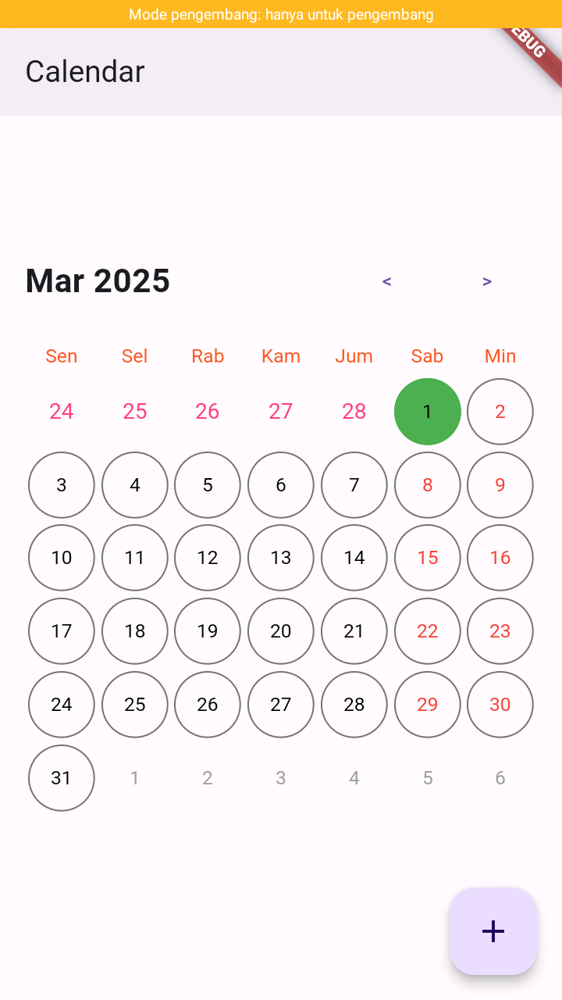 Mode pengembang: hanya untuk pengembang
EBUG
Calendar
Mar 2025 < >
Sen Sel Rab Kam Jum Sab Min
24 25 26 27 28 1 2
3 4 5 6 7 8 9
10 11 12 13 14 15 16
17 18 19 20 21 22 23
24 25 26 27 28 29 30
31 1 2 3 4 5 6
+